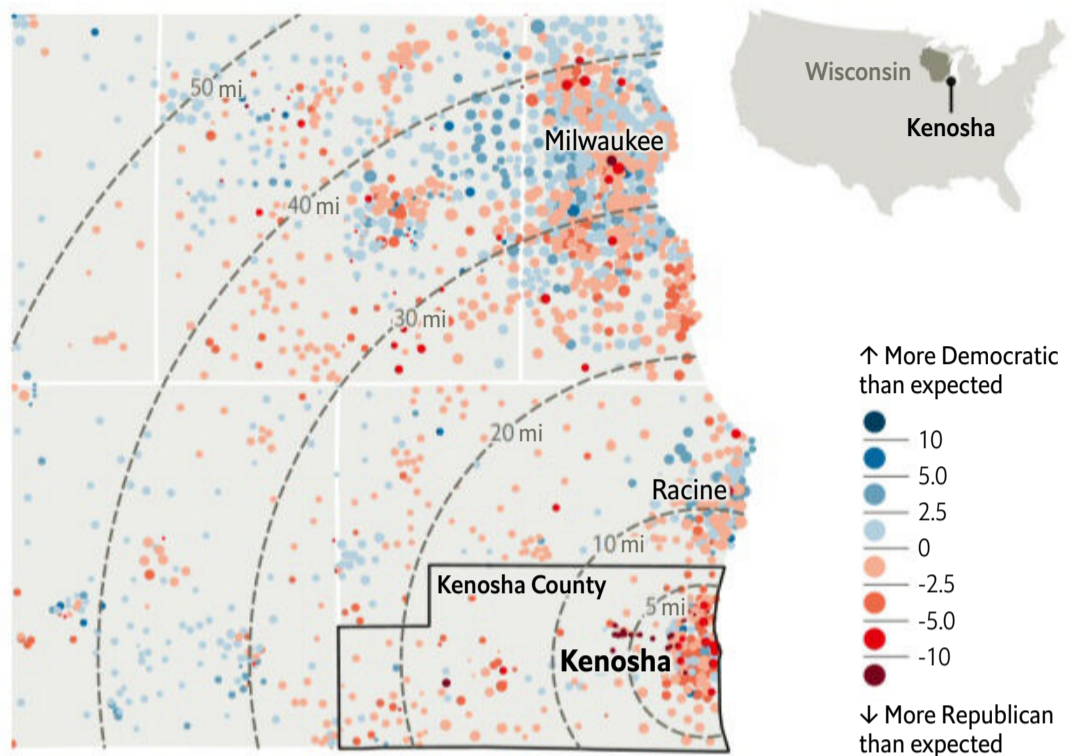 50 mi
Wisconsin
Kenosha
Milwaukee
40 mi
30 mi
↑ More Democratic
than expected
20 mi
10
5.0
Racine
2.5
10 mi
0
Kenosha County
-2.5
5 mi
-5.0
Kenosha
-10
↓ More Republican
than expected